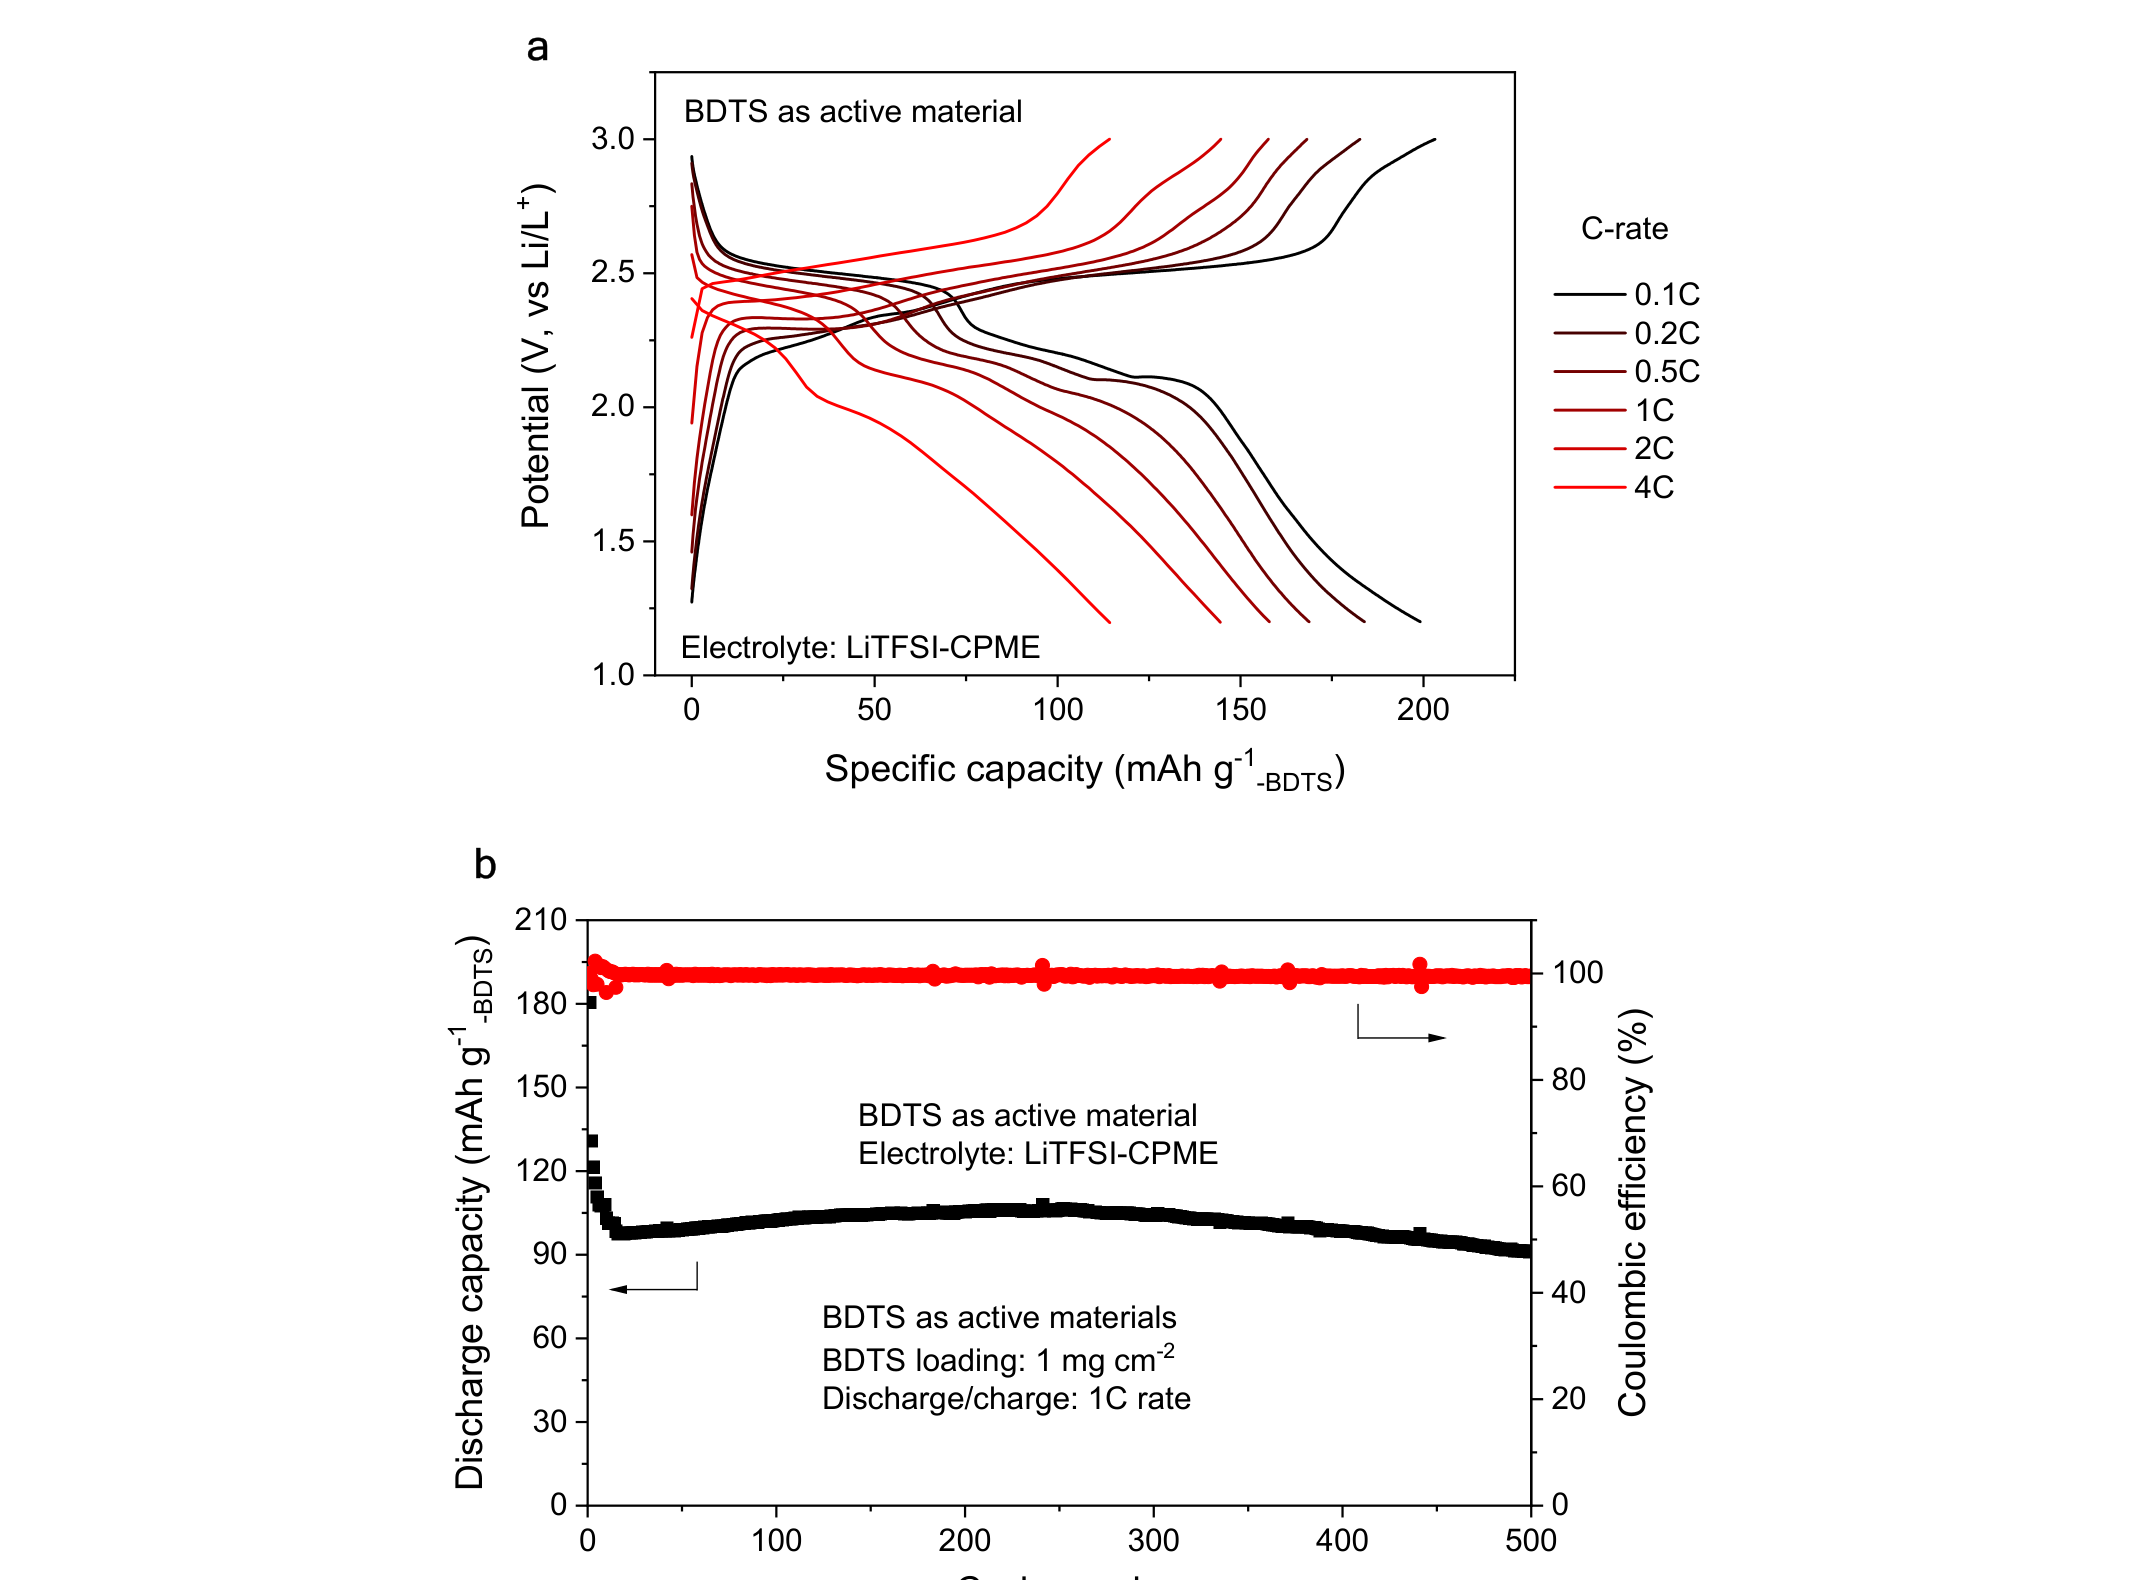 a
BDTS as active material
3.0
2.5
2.0
1.5
1.0
Potential (V, vs Li/L⁺)
Electrolyte: LiTFSI-CPME
0 50 100 150 200
Specific capacity (mAh g⁻¹-BDTS)
C-rate
0.1C
0.2C
0.5C
1C
2C
4C
b
210
180
150
120
90
60
30
0
Discharge capacity (mAh g⁻¹-BDTS)
BDTS as active material
Electrolyte: LiTFSI-CPME
BDTS as active materials
BDTS loading: 1 mg cm⁻²
Discharge/charge: 1C rate
100
80
60
40
20
0
Coulombic efficiency (%)
0 100 200 300 400 500